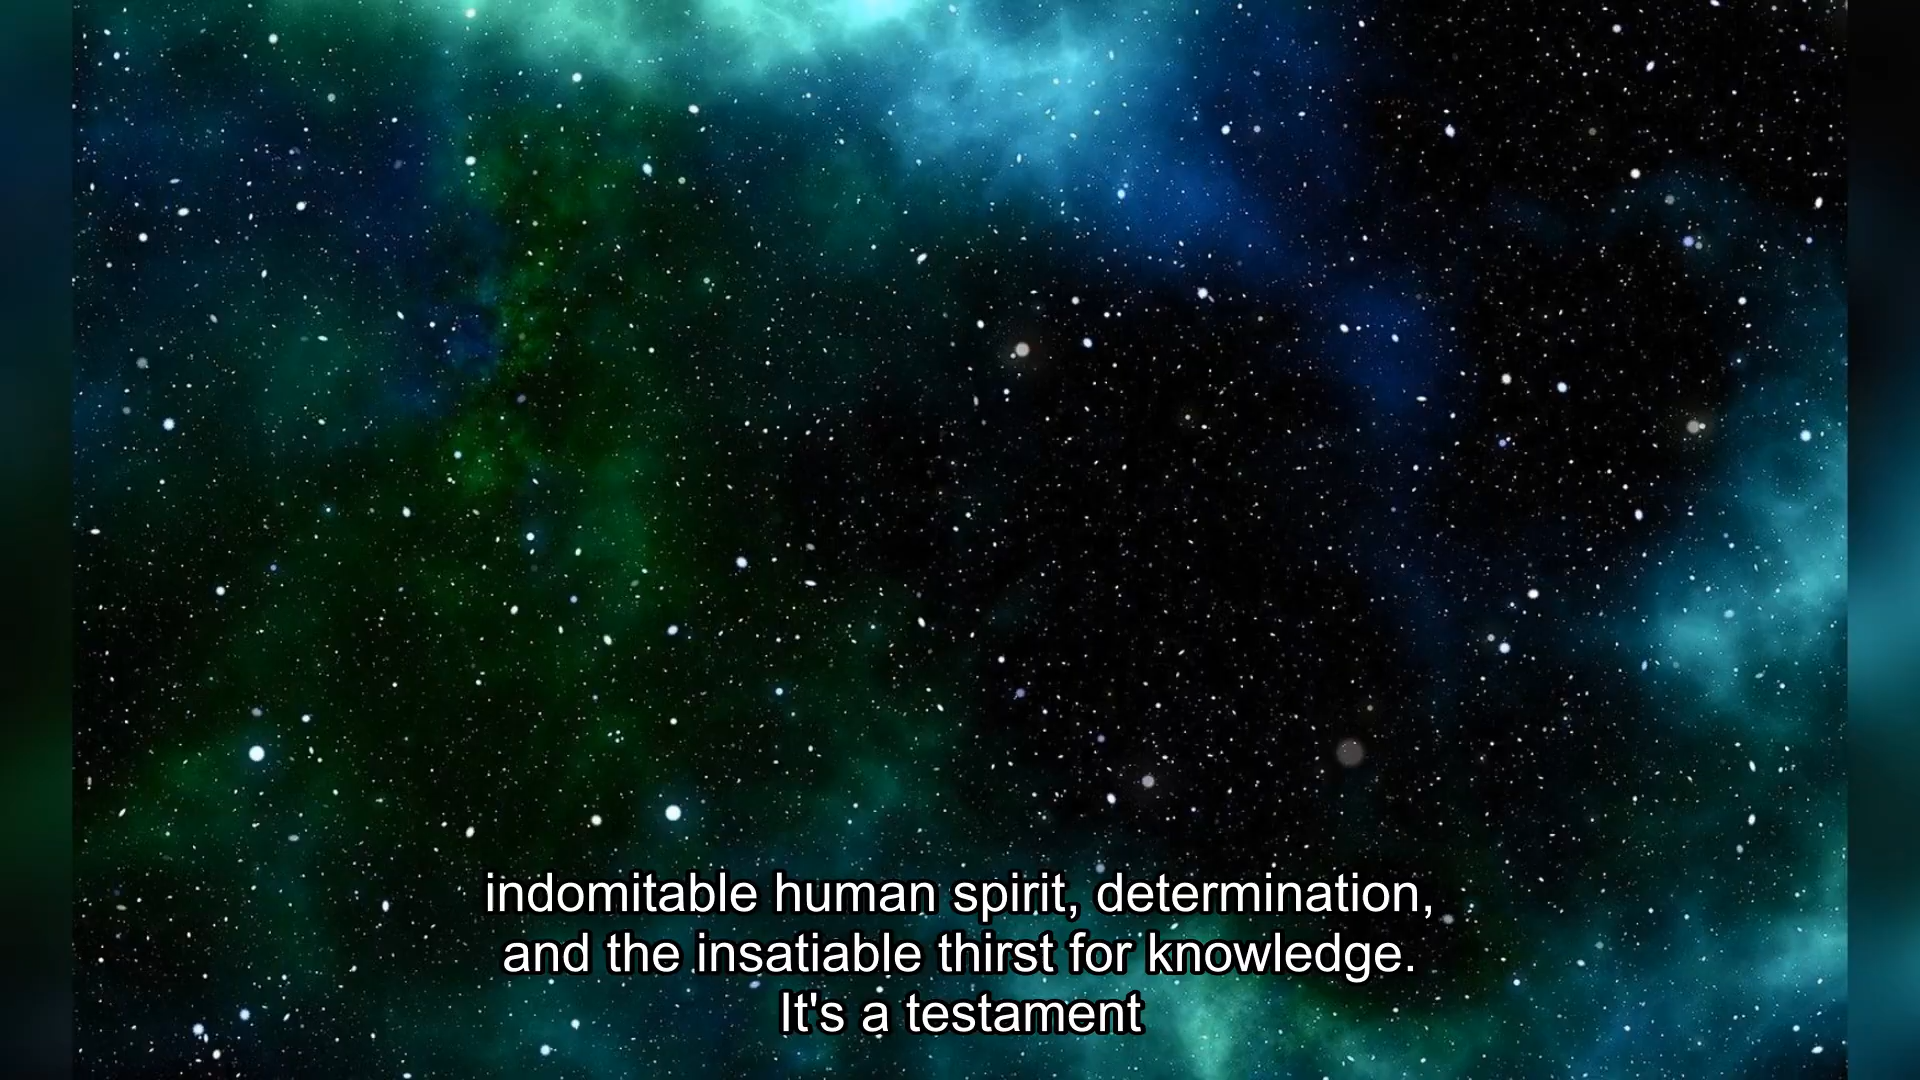 indomitable human spirit, determination,
and the insatiable thirst for knowledge.
It's a testament